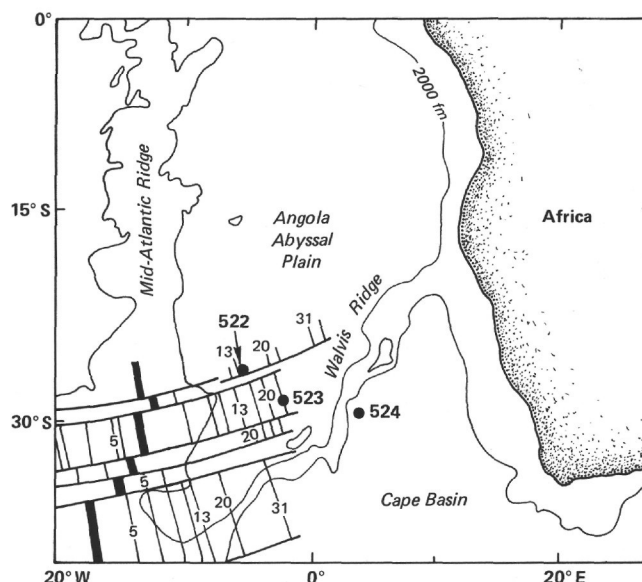 0°
2000 fm
Mid-Atlantic Ridge
15° S
Angola
Abyssal
Plain
Africa
522
31
20
13
Walvis Ridge
523
20
13
5
30° S
524
20
5
13
20
31
5
Cape Basin
20° W
0°
20° E